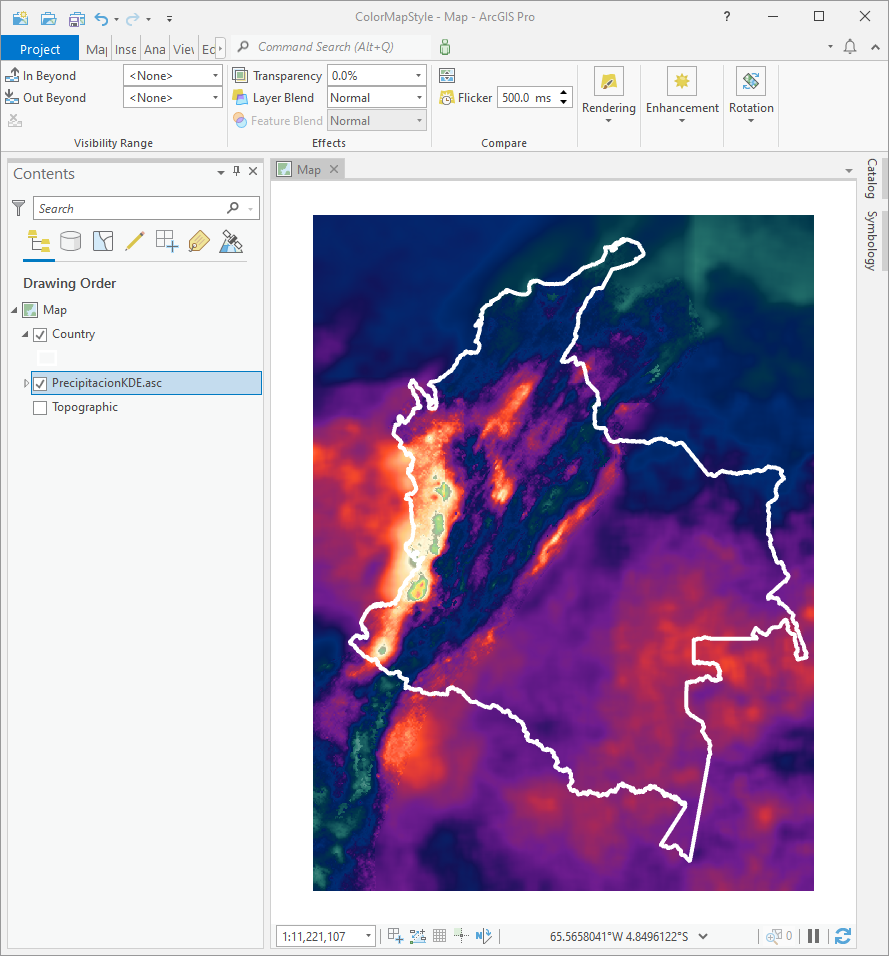 ColorMapStyle - Map - ArcGIS Pro
?
Project Map Inse Ana Viev Ec Command Search (Alt+Q)
In Beyond <None> Transparency 0.0%
Out Beyond <None> Layer Blend Normal Flicker 500.0 ms
Feature Blend Normal
Rendering Enhancement Rotation
Visibility Range Effects Compare
Contents
Map
Search
Drawing Order
Map
Country
PrecipitacionKDE.asc
Topographic
Catalog
Symbology
1:11,221,107 65.5658041°W 4.8496122°S 0